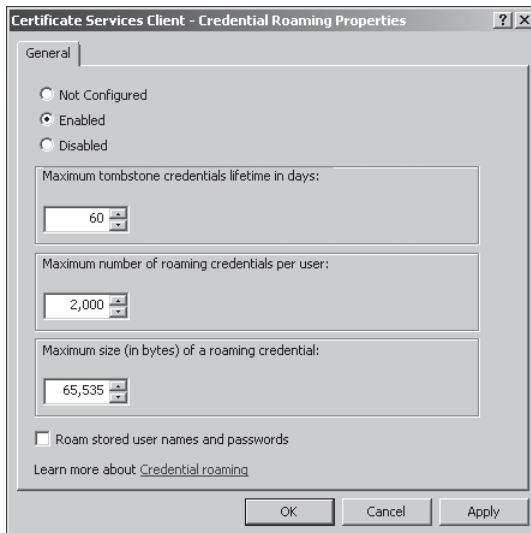 Certificate Services Client - Credential Roaming Properties
General
Not Configured
Enabled
Disabled
Maximum tombstone credentials lifetime in days:
60
Maximum number of roaming credentials per user:
2,000
Maximum size (in bytes) of a roaming credential:
65,535
Roam stored user names and passwords
Learn more about Credential roaming
OK Cancel Apply